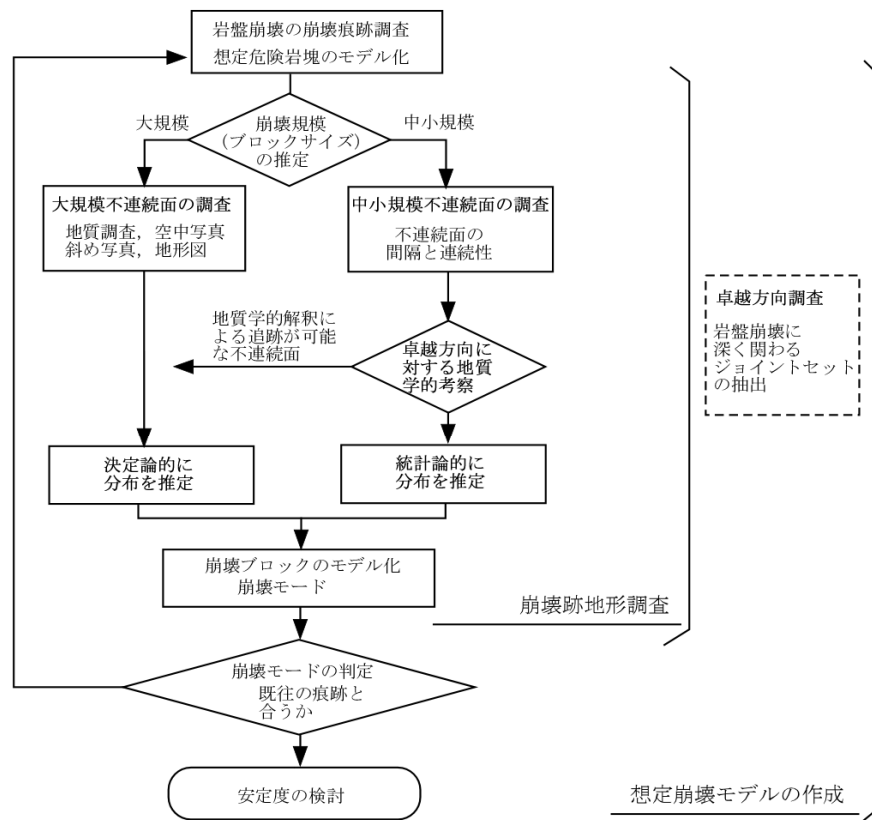 岩盤崩壊の崩壊痕跡調査
想定危険岩塊のモデル化
大規模
崩壊規模
（ブロックサイズ）
の推定
中小規模
大規模不連続面の調査
地質調査，空中写真
斜め写真，地形図
中小規模不連続面の調査
不連続面の
間隔と連続性
地質学的解釈に
よる追跡が可能
な不連続面
卓越方向に
対する地質
学的考察
卓越方向調査
岩盤崩壊に
深く関わる
ジョイントセット
の抽出
決定論的に
分布を推定
統計論的に
分布を推定
崩壊ブロックのモデル化
崩壊モード
崩壊跡地形調査
崩壊モードの判定
既往の痕跡と
合うか
安定度の検討
想定崩壊モデルの作成